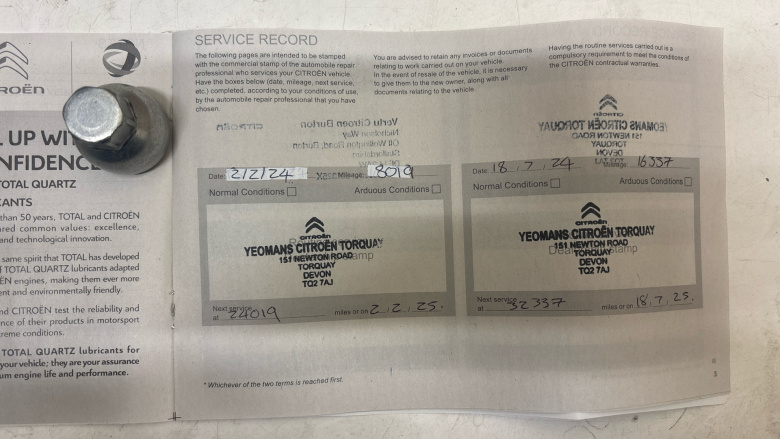 ROËN
L UP WIT
NFIDENC
TOTAL QUARTZ
CANTS
than 50 years, TOTAL and CITROËN
ared common values: excellence,
and technological innovation.
same spirit that TOTAL has developed
TOTAL QUARTZ lubricants adapted
ËN engines, making them ever more
ent and environmentally friendly.
nd CITROËN test the reliability and
nce of their products in motorsport
reme conditions.
TOTAL QUARTZ lubricants for
your vehicle; they are your assurance
um engine life and performance.
SERVICE RECORD
The following pages are intended to be stamped
with the commercial stamp of the automobile repair
professional who services your CITROËN vehicle.
Have the boxes below (date, mileage, next service,
etc.) completed, according to your conditions of use,
by the automobile repair professional that you have
chosen.
You are advised to retain any invoices or documents
relating to work carried out on your vehicle.
In the event of resale of the vehicle, it is necessary
to give them to the new owner, along with all
documents relating to the vehicle.
Having the routine services carried out is a
compulsory requirement to meet the conditions of
the CITROËN contractual warranties.
Date: 2/2/24 Mileage: 8019
Normal Conditions Arduous Conditions
CITROËN
YEOMANS CITROËN TORQUAY
151 NEWTON ROAD
TORQUAY
DEVON
TQ2 7AJ
Next service
at 24019 miles or on 2.2.25.
Date: 18.7.24 Mileage: 16337
Normal Conditions Arduous Conditions
CITROËN
YEOMANS CITROËN TORQUAY
151 NEWTON ROAD
TORQUAY
DEVON
TQ2 7AJ
Next service
at 32337 miles or on 18.7.25.
* Whichever of the two terms is reached first.